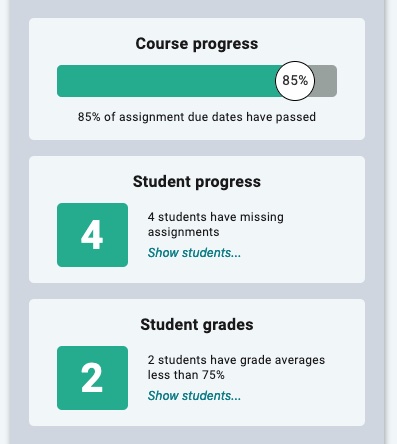 Course progress
85%
85% of assignment due dates have passed
Student progress
4
4 students have missing
assignments
Show students...
Student grades
2
2 students have grade averages
less than 75%
Show students...